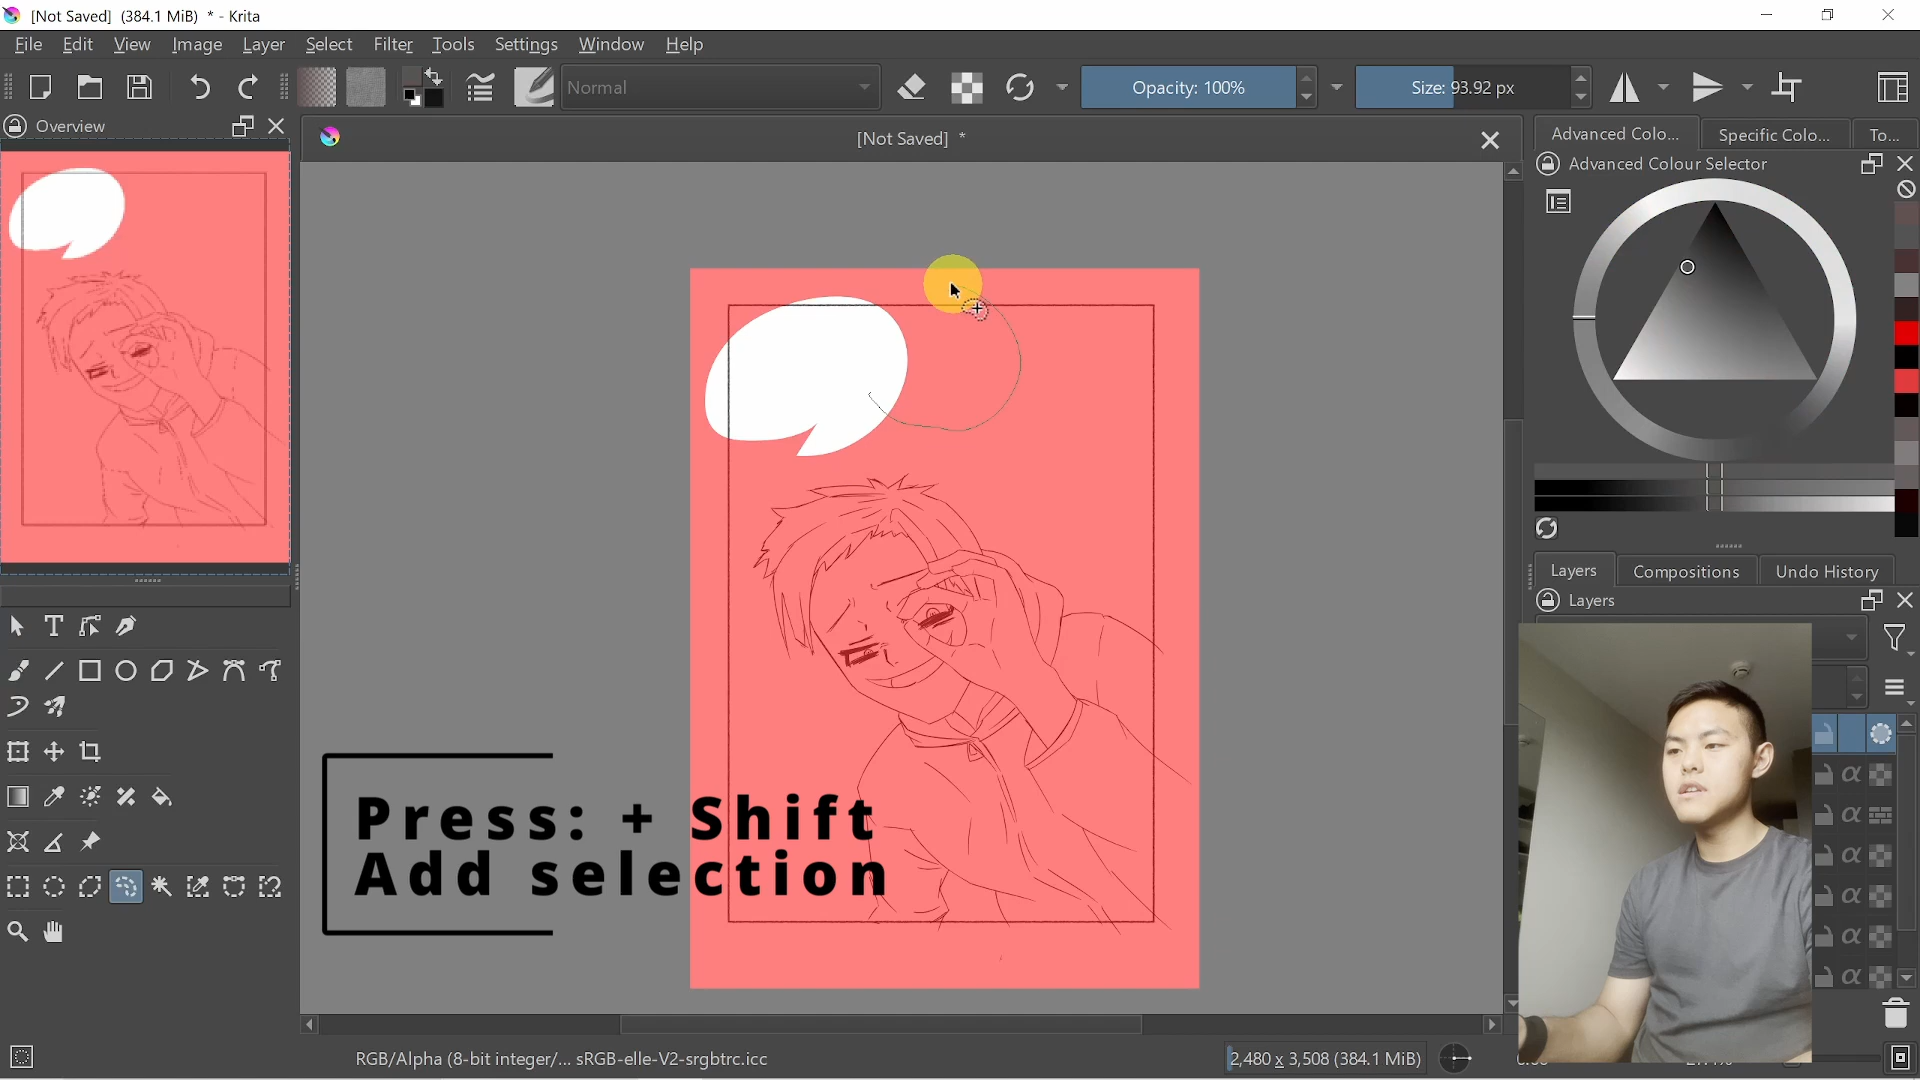 [Not Saved] (384.1 MiB) * - Krita
File Edit View Image Layer Select Filter Tools Settings Window Help
Normal
Opacity: 100%
Size: 93.92 px
Overview
[Not Saved] *
Advanced Colo...
Specific Colo...
To...
Advanced Colour Selector
Layers
Compositions
Undo History
Layers
Press: + Shift
Add selection
RGB/Alpha (8-bit integer/... sRGB-elle-V2-srgbtrc.icc
2,480 x 3,508 (384.1 MiB)